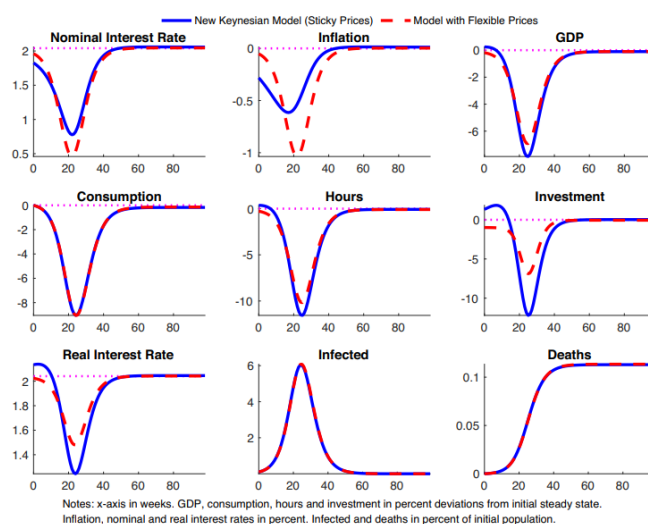 New Keynesian Model (Sticky Prices) Model with Flexible Prices
Nominal Interest Rate
2
1.5
1
0.5
0 20 40 60 80
Inflation
0
-0.5
-1
0 20 40 60 80
GDP
0
-2
-4
-6
0 20 40 60 80
Consumption
0
-2
-4
-6
-8
0 20 40 60 80
Hours
0
-5
-10
0 20 40 60 80
Investment
0
-5
-10
0 20 40 60 80
Real Interest Rate
2
1.8
1.6
1.4
0 20 40 60 80
Infected
6
4
2
0 20 40 60 80
Deaths
0.1
0.05
0
0 20 40 60 80
Notes: x-axis in weeks. GDP, consumption, hours and investment in percent deviations from initial steady state.
Inflation, nominal and real interest rates in percent. Infected and deaths in percent of initial population.